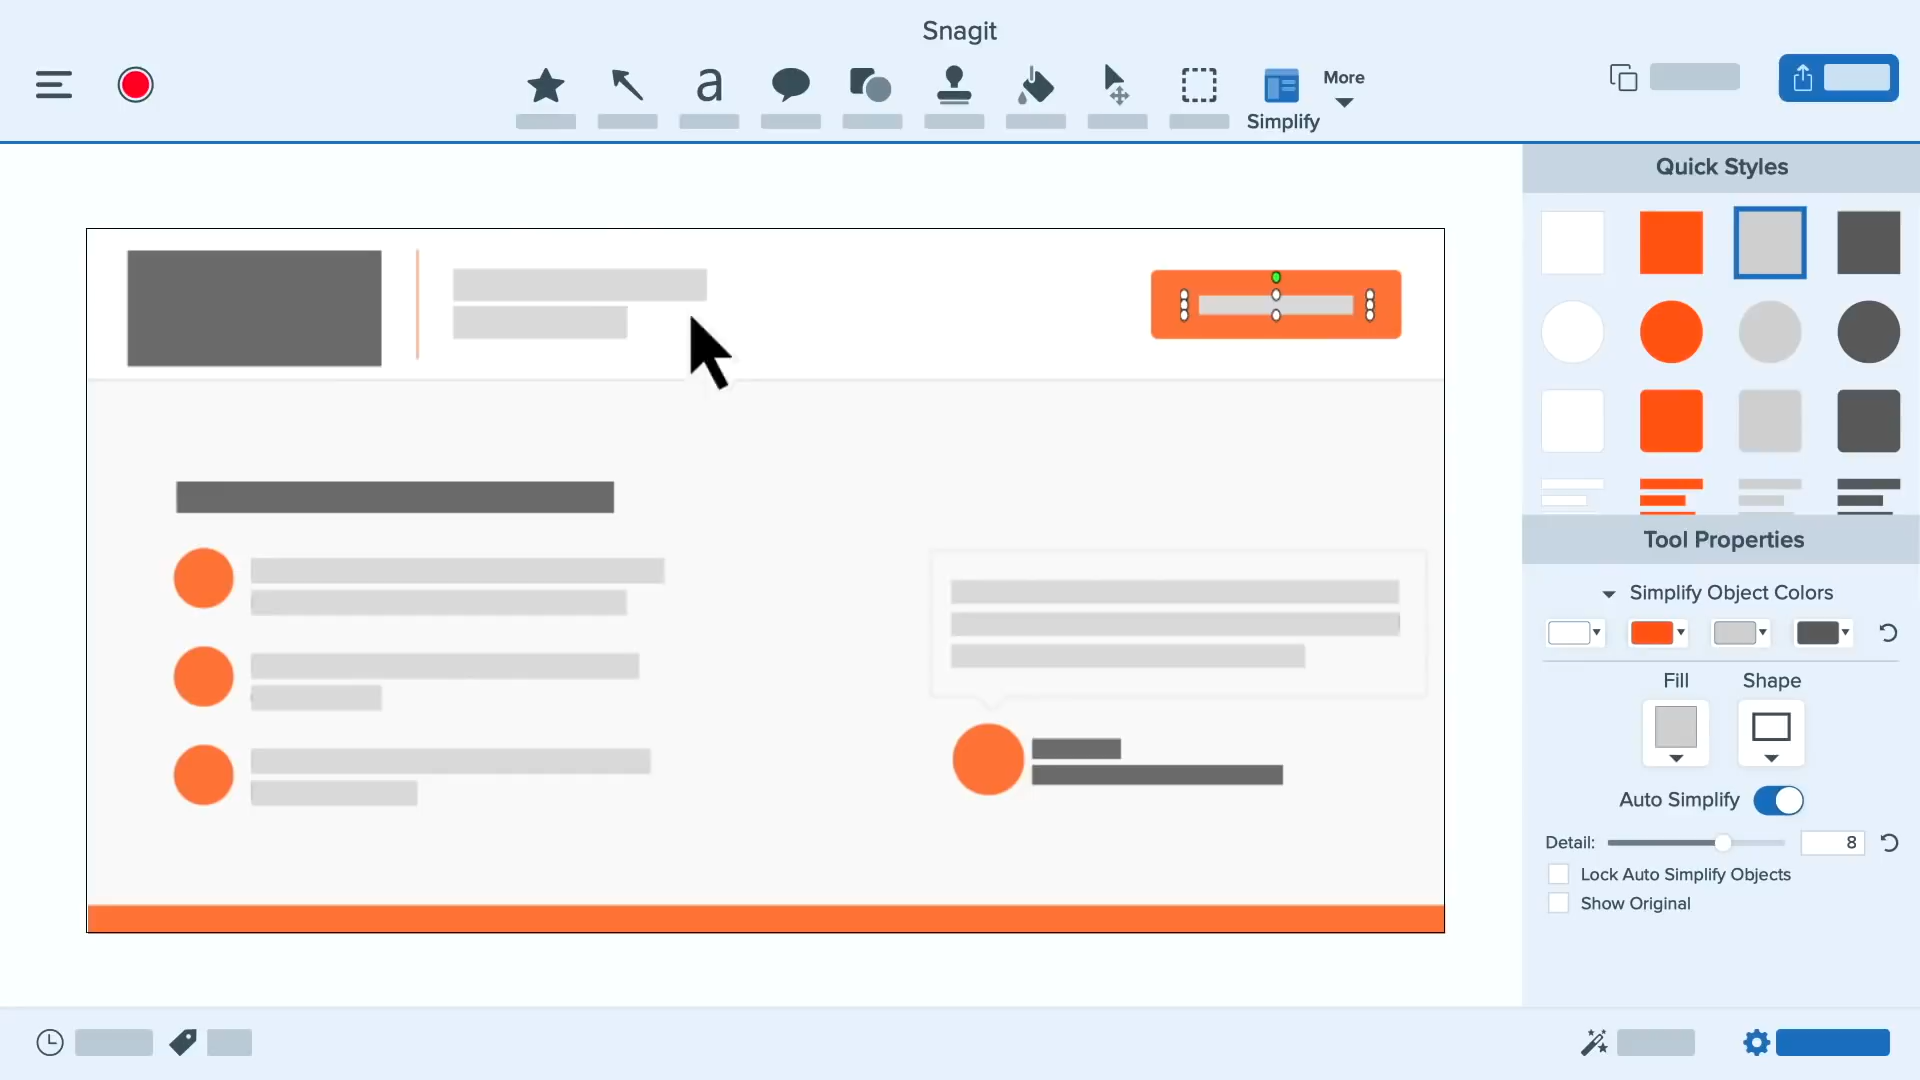 Snagit
a
More
Simplify
Quick Styles
Tool Properties
Simplify Object Colors
Fill
Shape
Auto Simplify
Detail:
8
Lock Auto Simplify Objects
Show Original